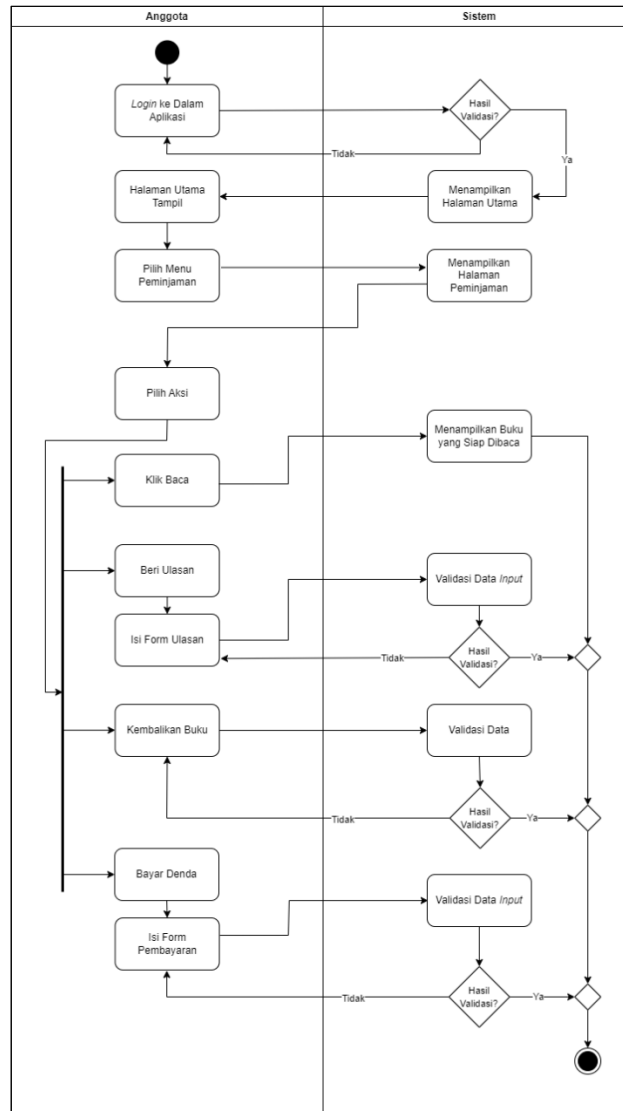 Anggota
Sistem
Login ke Dalam
Aplikasi
Hasil
Validasi?
Tidak
Ya
Halaman Utama
Tampil
Menampilkan
Halaman Utama
Pilih Menu
Peminjaman
Menampilkan
Halaman
Peminjaman
Pilih Aksi
Klik Baca
Menampilkan Buku
yang Siap Dibaca
Beri Ulasan
Validasi Data Input
Isi Form Ulasan
Tidak
Hasil
Validasi?
Ya
Kembalikan Buku
Validasi Data
Tidak
Hasil
Validasi?
Ya
Bayar Denda
Validasi Data Input
Isi Form
Pembayaran
Tidak
Hasil
Validasi?
Ya